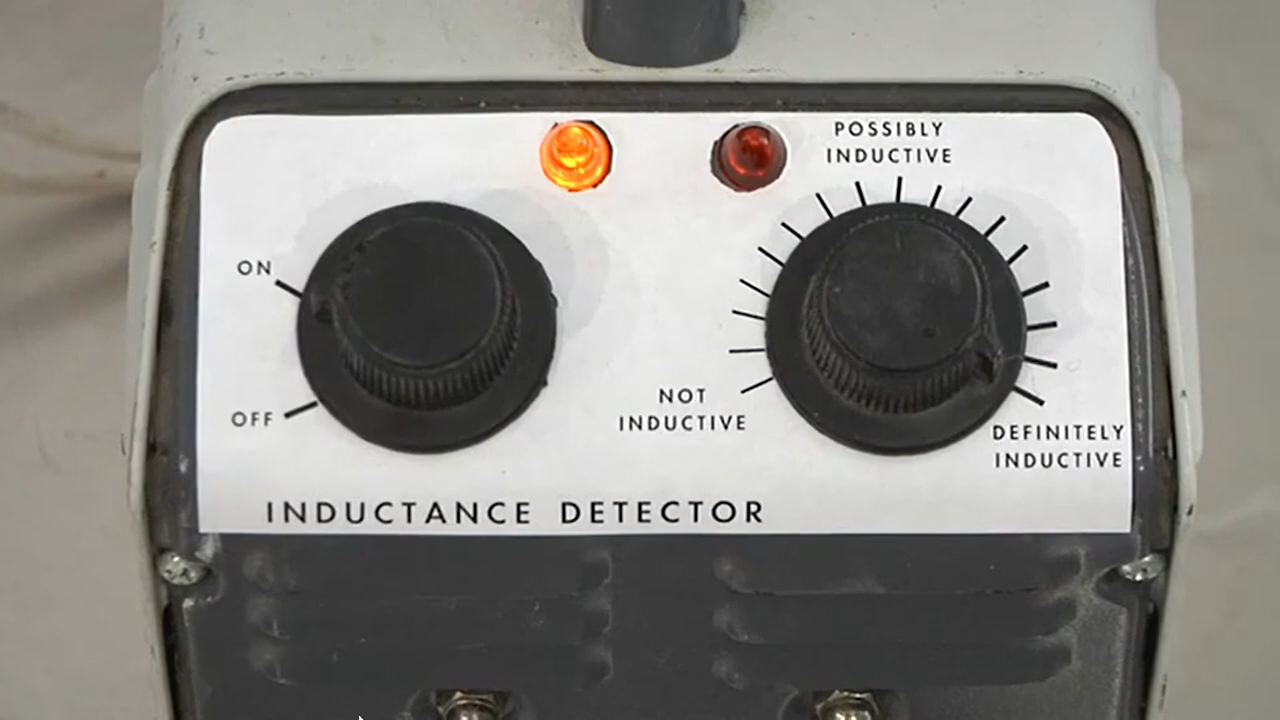 POSSIBLY
INDUCTIVE
ON
OFF
NOT
INDUCTIVE
DEFINITELY
INDUCTIVE
INDUCTANCE DETECTOR